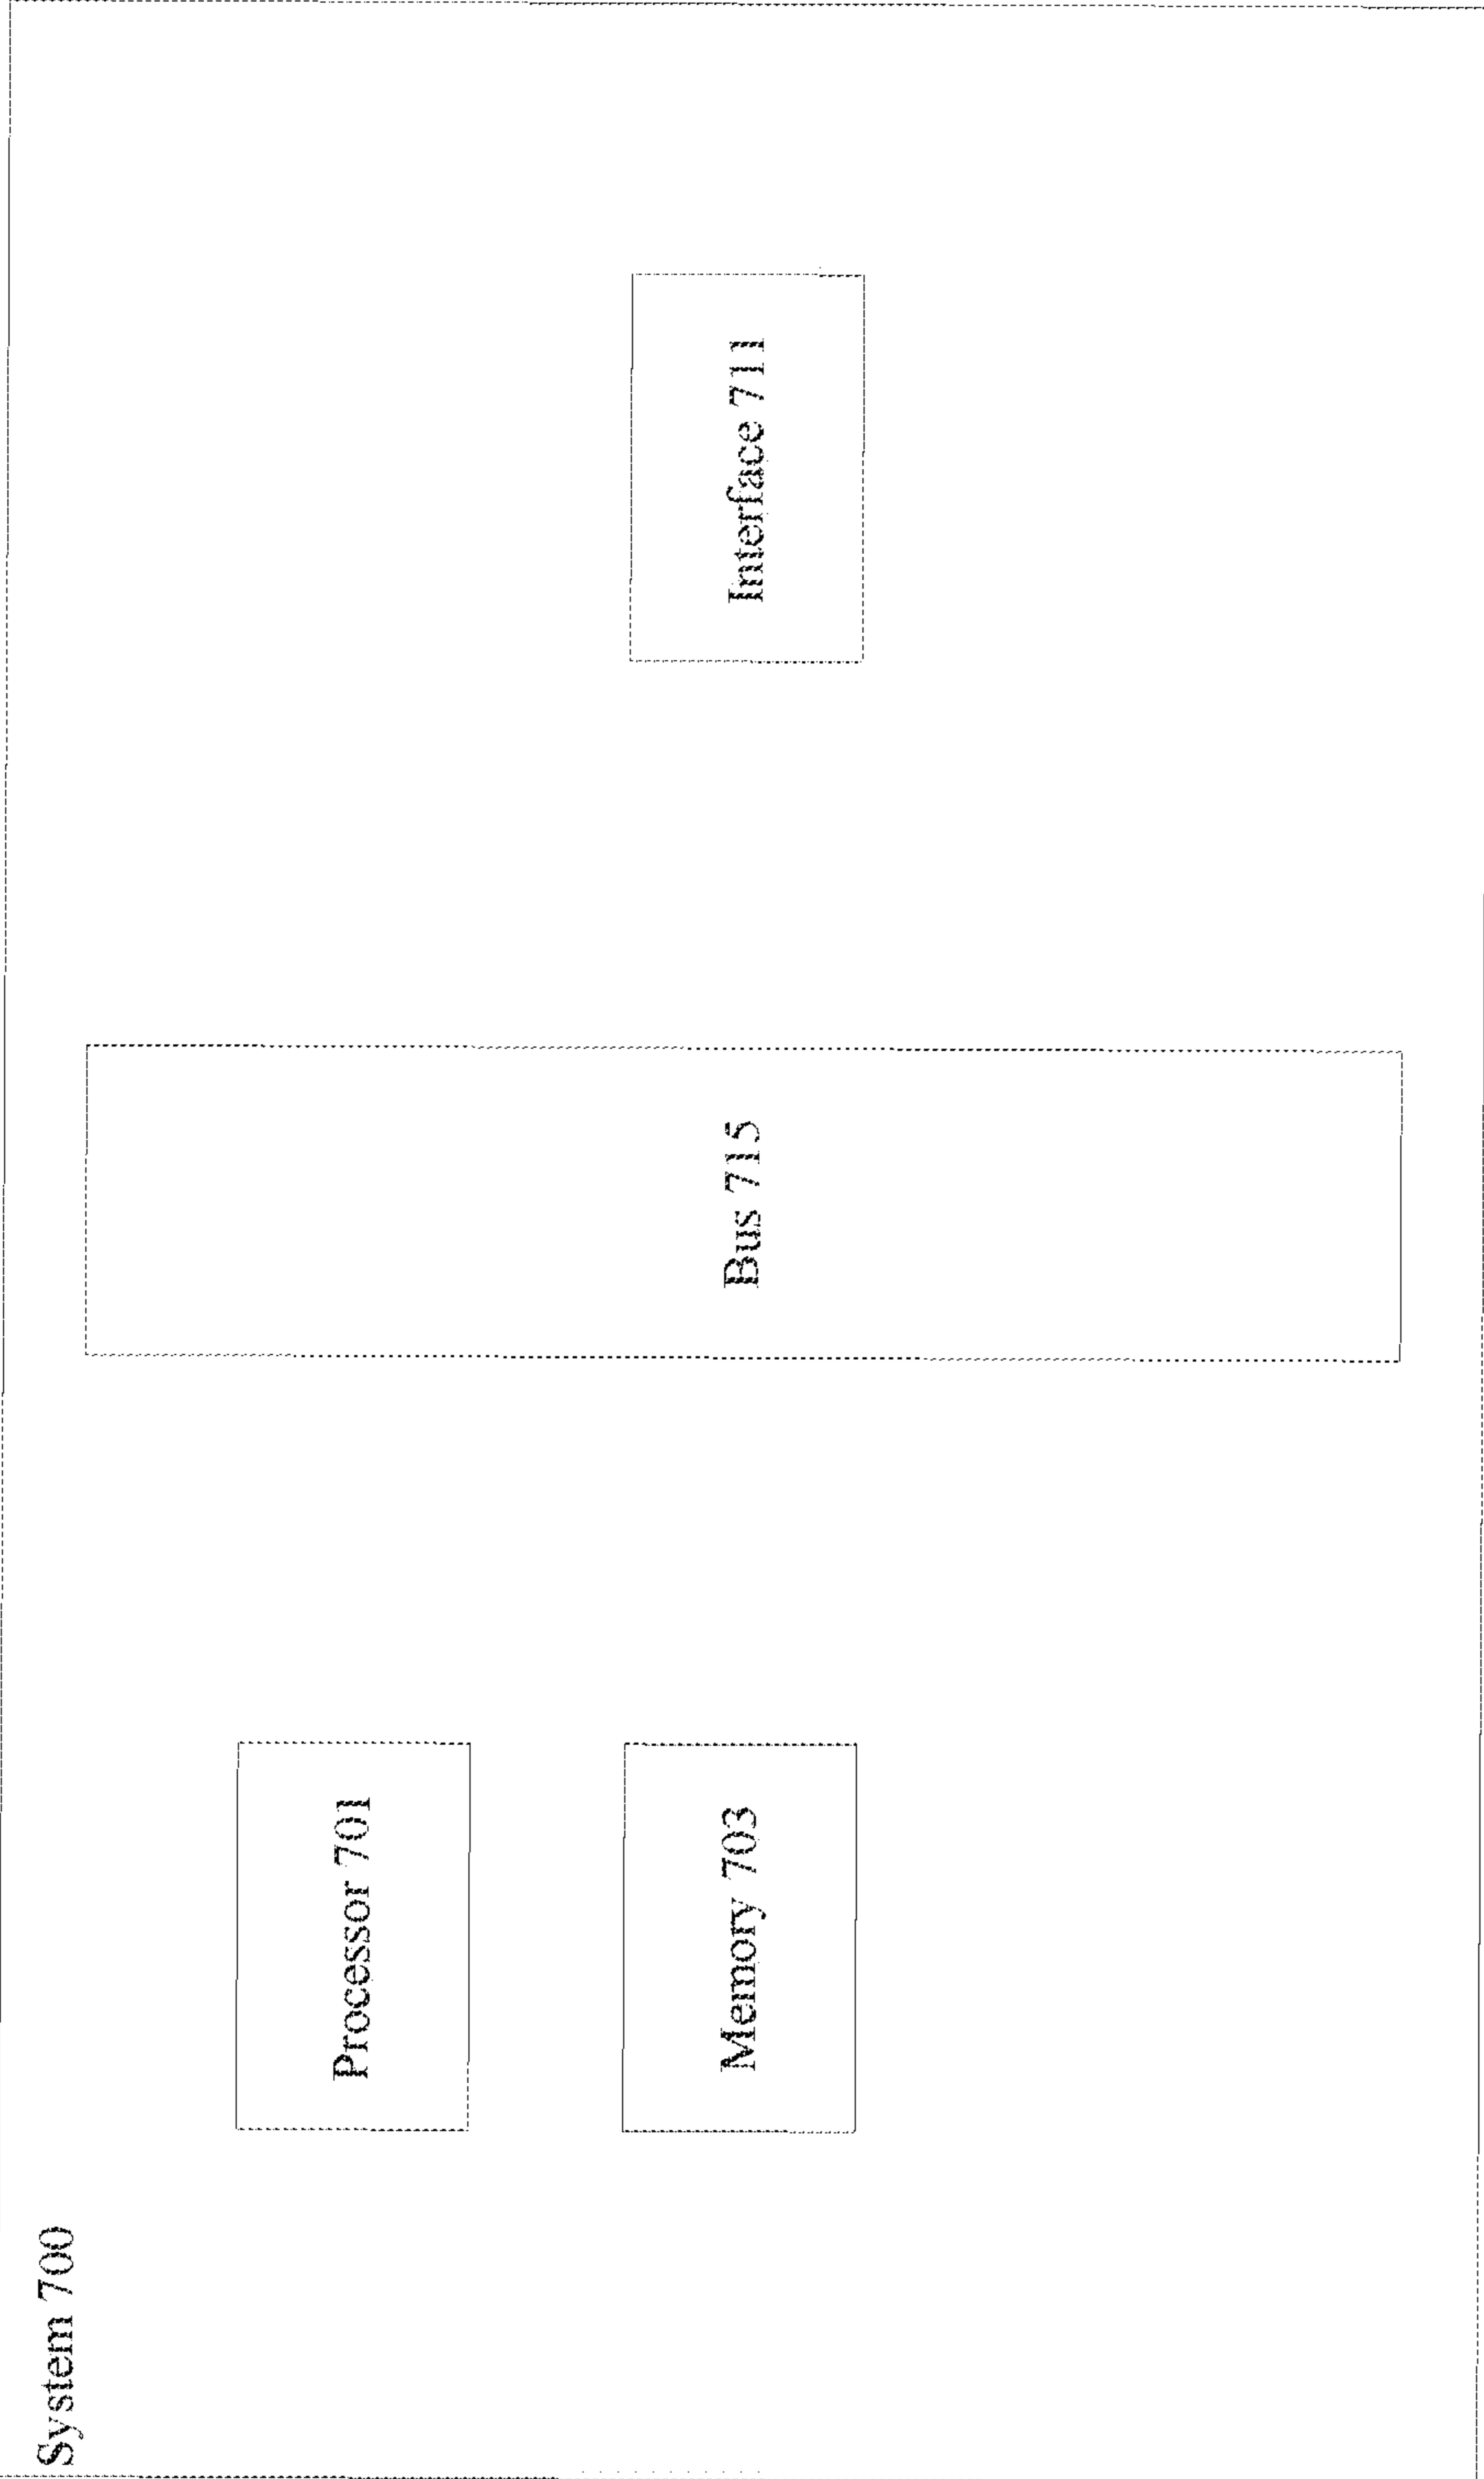 System 700
Processor 701
Memory 703
Bus 715
Interface 711